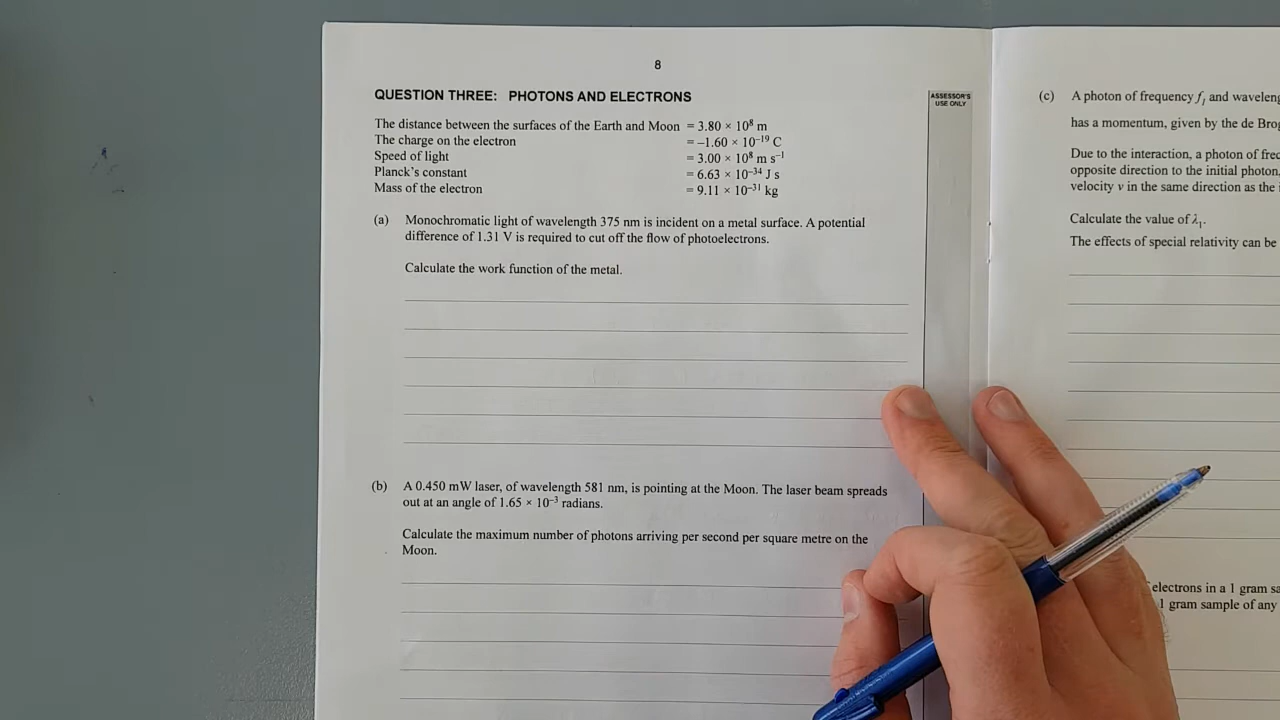 8
QUESTION THREE: PHOTONS AND ELECTRONS
ASSESSOR'S
USE ONLY
The distance between the surfaces of the Earth and Moon = 3.80 × 10⁸ m
The charge on the electron = –1.60 × 10⁻¹⁹ C
Speed of light = 3.00 × 10⁸ m s⁻¹
Planck's constant = 6.63 × 10⁻³⁴ J s
Mass of the electron = 9.11 × 10⁻³¹ kg
(a) Monochromatic light of wavelength 375 nm is incident on a metal surface. A potential
difference of 1.31 V is required to cut off the flow of photoelectrons.
Calculate the work function of the metal.
(b) A 0.450 mW laser, of wavelength 581 nm, is pointing at the Moon. The laser beam spreads
out at an angle of 1.65 × 10⁻³ radians.
Calculate the maximum number of photons arriving per second per square metre on the
Moon.
(c) A photon of frequency f₁ and
has a momentum, given by the de
Due to the interaction, a photon of
opposite direction to the initial photon,
velocity v in the same direction as the
Calculate the value of λ₁.
The effects of special relativity can be
electrons in a 1 gram
1 gram sample of any